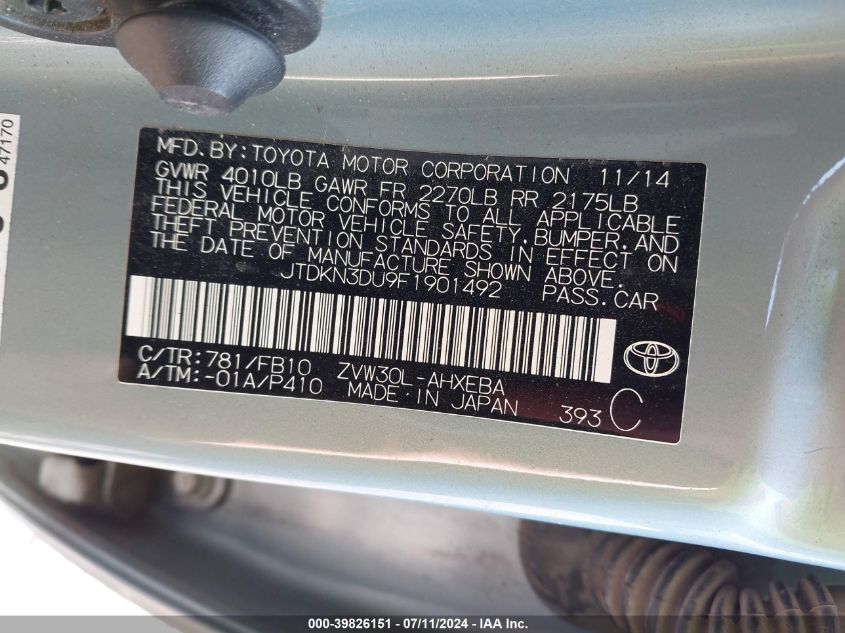 47170
MFD. BY: TOYOTA MOTOR CORPORATION 11/14
GVWR 4010LB GAWR FR 2270LB RR 2175LB
THIS VEHICLE CONFORMS TO ALL APPLICABLE
FEDERAL MOTOR VEHICLE SAFETY, BUMPER, AND
THEFT PREVENTION STANDARDS IN EFFECT ON
THE DATE OF MANUFACTURE SHOWN ABOVE.
JTDKN3DU9F1901492 PASS. CAR
C/TR: 781/FB10 ZVW30L-AHXEBA
A/TM: -01A/P410 MADE IN JAPAN 393 C
000-39826151 - 07/11/2024 - IAA Inc.